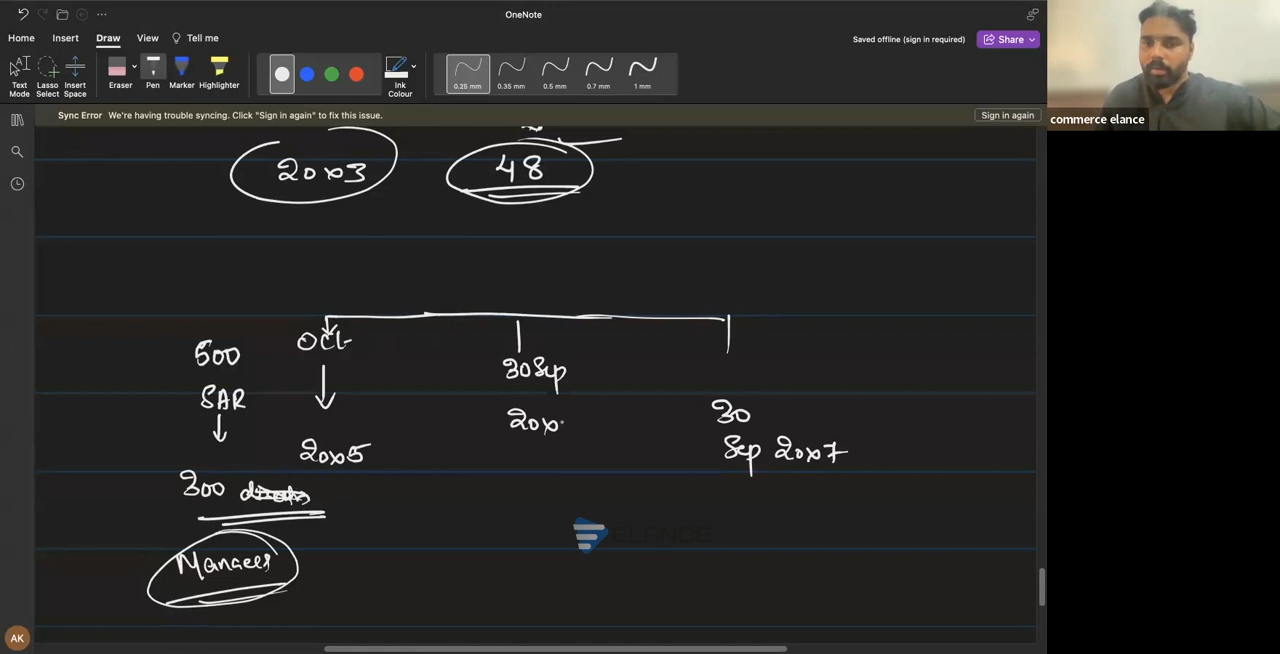 OneNote
Home Insert Draw View Tell me
Saved offline (sign in required)
Share
Text Mode
Lasso Select
Insert Space
Eraser
Pen
Marker
Highlighter
Ink Colour
0.25 mm
0.35 mm
0.5 mm
0.7 mm
1 mm
commerce elance
Sync Error We're having trouble syncing. Click "Sign in again" to fix this issue.
Sign in again
20x3 48
500
SAR
300
Manager
Oct
20x5
30 Sep
20x
30
Sep 20x7
ELANCE
AK